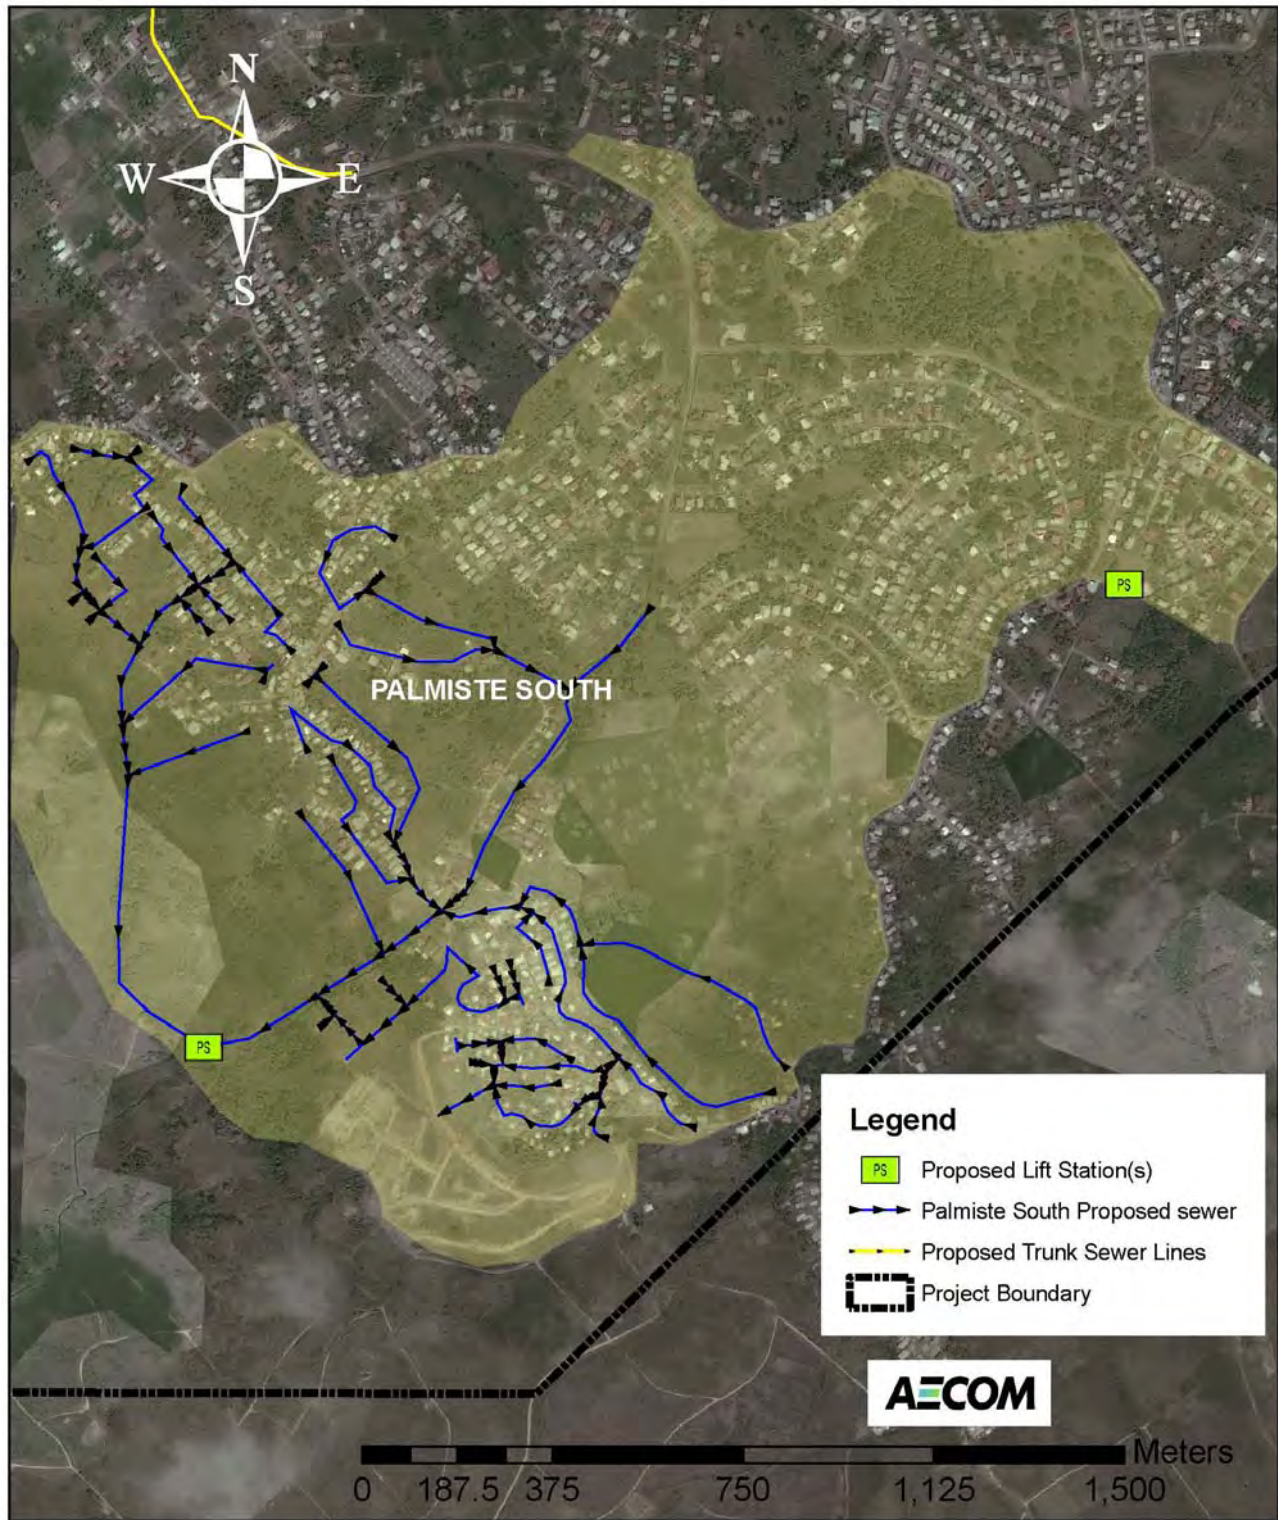 N
W E
S
PALMISTE SOUTH
PS
PS
Legend
PS Proposed Lift Station(s)
Palmiste South Proposed sewer
Proposed Trunk Sewer Lines
Project Boundary
AECOM
Meters
0 187.5 375 750 1,125 1,500